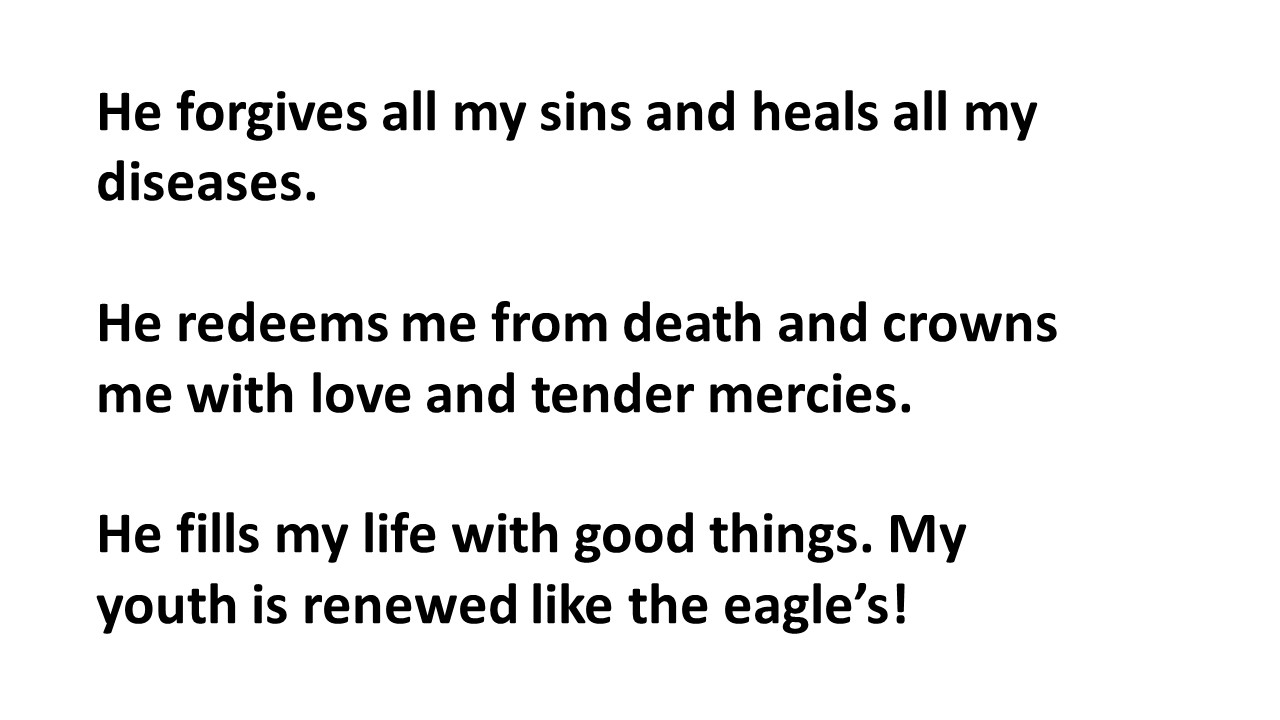 He forgives all my sins and heals all my
diseases.
He redeems me from death and crowns
me with love and tender mercies.
He fills my life with good things. My
youth is renewed like the eagle’s!